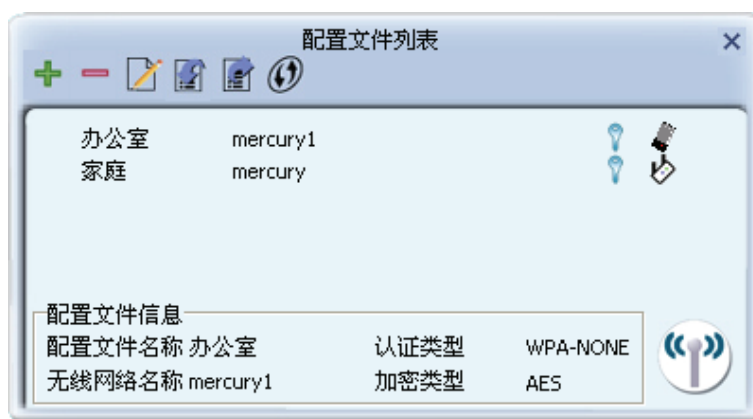 配置文件列表
办公室 mercury1
家庭 mercury
配置文件信息
配置文件名称 办公室 认证类型 WPA-NONE
无线网络名称 mercury1 加密类型 AES